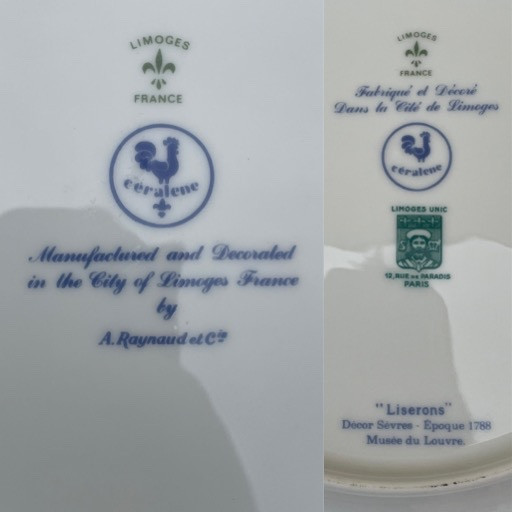 LIMOGES
FRANCE
céralene
Manufactured and Decorated
in the City of Limoges France
by
A. Raynaud et Cie
LIMOGES
FRANCE
Fabriqué et Décoré
Dans la Cité de Limoges
céralene
LIMOGES UNIC
12, RUE DE PARADIS
PARIS
"Liserons"
Décor Sèvres - Époque 1788
Musée du Louvre.